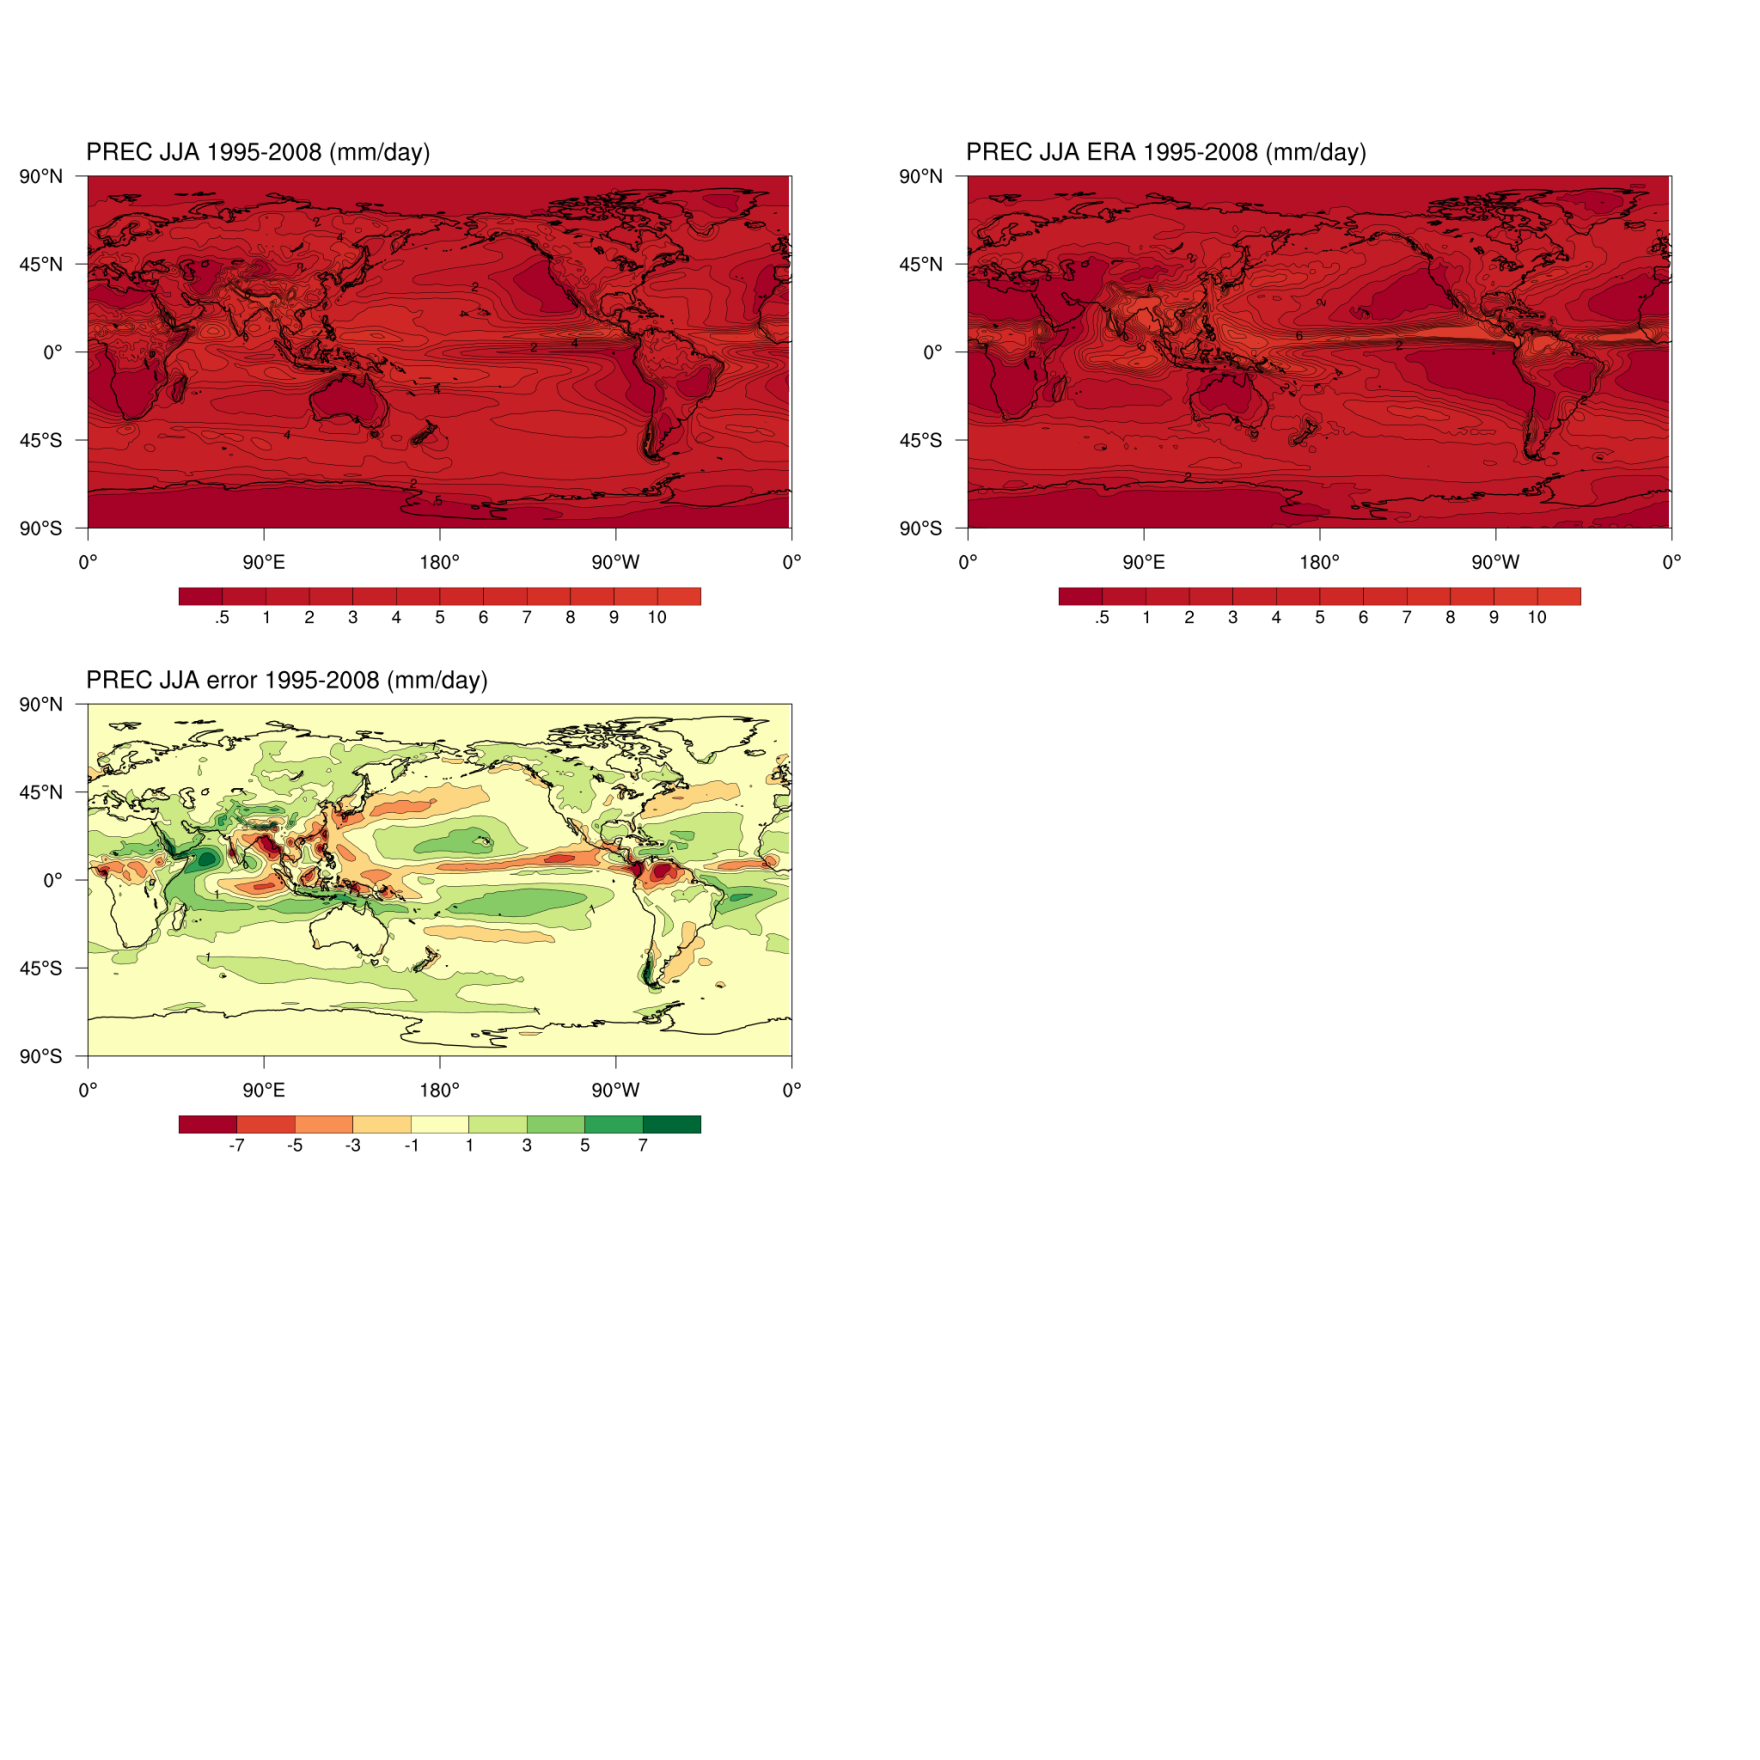 PREC JJA 1995-2008 (mm/day)
90°N
45°N
0°
45°S
90°S
0° 90°E 180° 90°W 0°
.5 1 2 3 4 5 6 7 8 9 10
PREC JJA ERA 1995-2008 (mm/day)
90°N
45°N
0°
45°S
90°S
0° 90°E 180° 90°W 0°
.5 1 2 3 4 5 6 7 8 9 10
PREC JJA error 1995-2008 (mm/day)
90°N
45°N
0°
45°S
90°S
0° 90°E 180° 90°W 0°
-7 -5 -3 -1 1 3 5 7